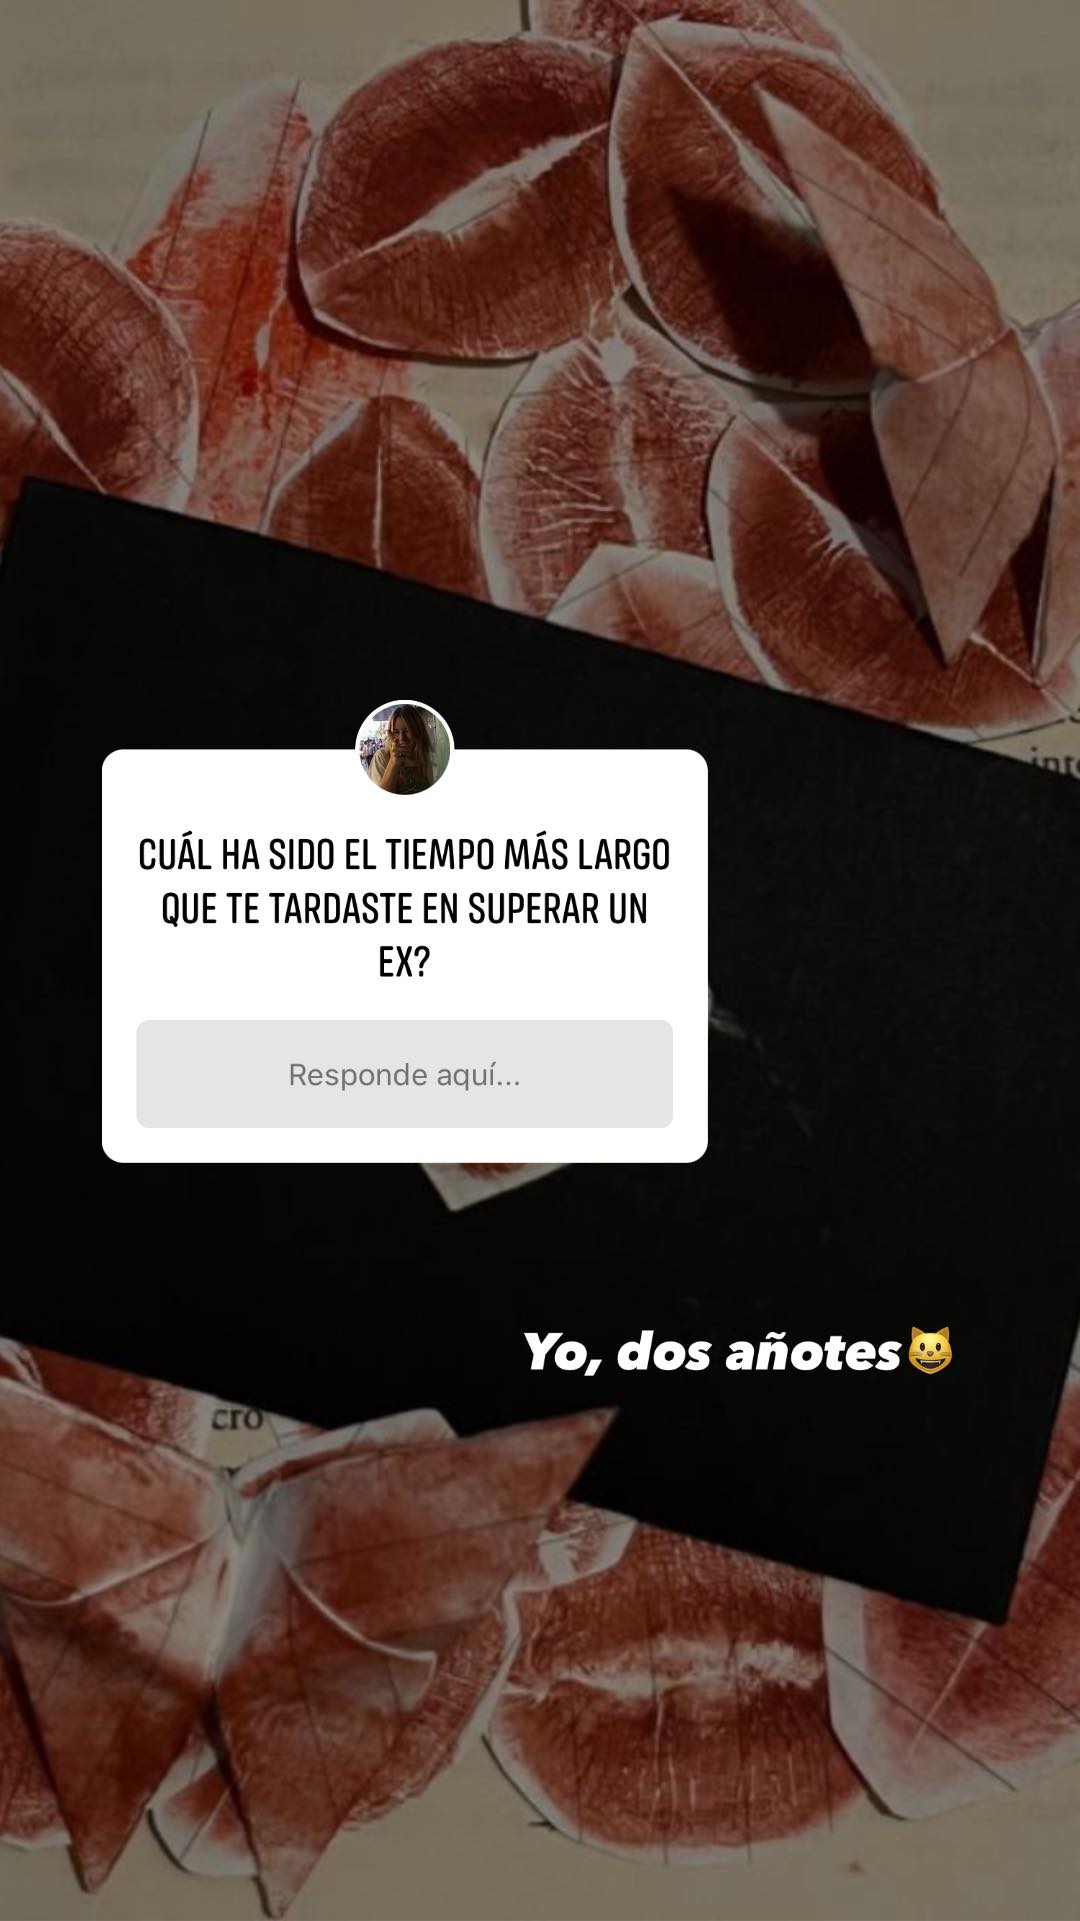 CUÁL HA SIDO EL TIEMPO MÁS LARGO
QUE TE TARDASTE EN SUPERAR UN
EX?
Responde aquí...
Yo, dos añotes😺
cro